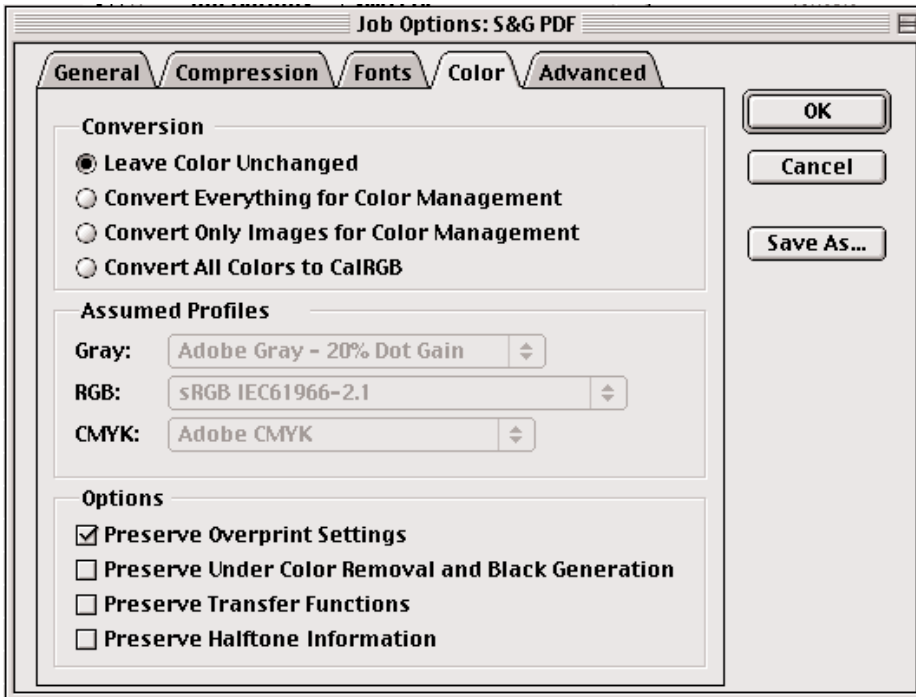 Job Options: S&G PDF
General Compression Fonts Color Advanced
Conversion
Leave Color Unchanged
Convert Everything for Color Management
Convert Only Images for Color Management
Convert All Colors to CalRGB
Assumed Profiles
Gray: Adobe Gray - 20% Dot Gain
RGB: sRGB IEC61966-2.1
CMYK: Adobe CMYK
Options
Preserve Overprint Settings
Preserve Under Color Removal and Black Generation
Preserve Transfer Functions
Preserve Halftone Information
OK
Cancel
Save As...